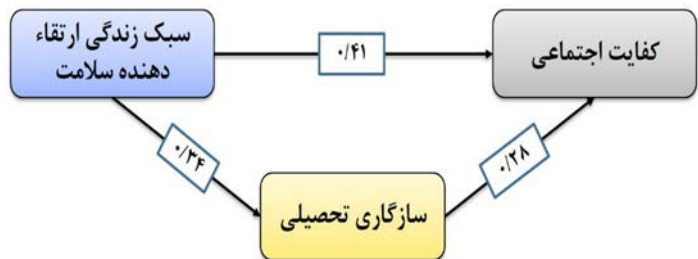 سبک زندگی ارتقاء
دهنده سلامت
۰/۴۱
کفایت اجتماعی
۰/۳۴
۰/۲۸
سازگاری تحصیلی